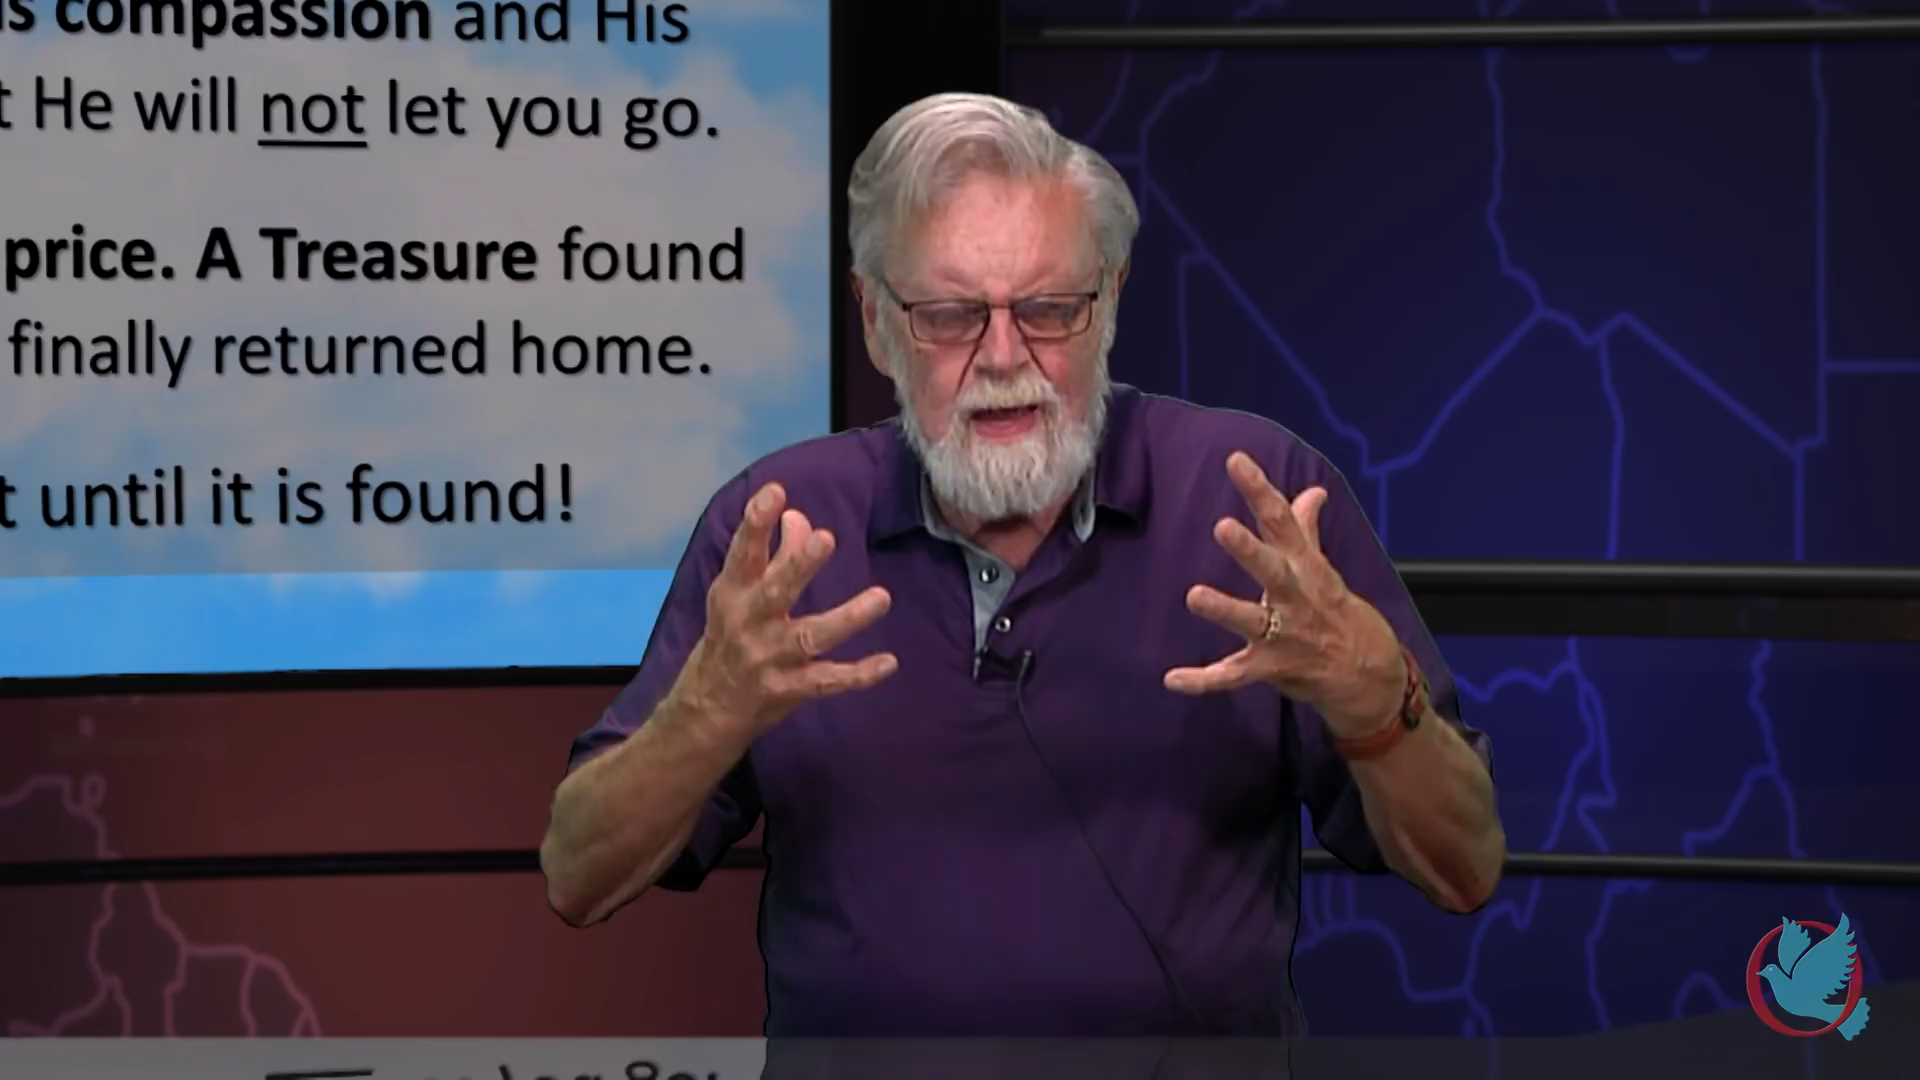 is compassion and His
t He will not let you go.
price. A Treasure found
finally returned home.
t until it is found!